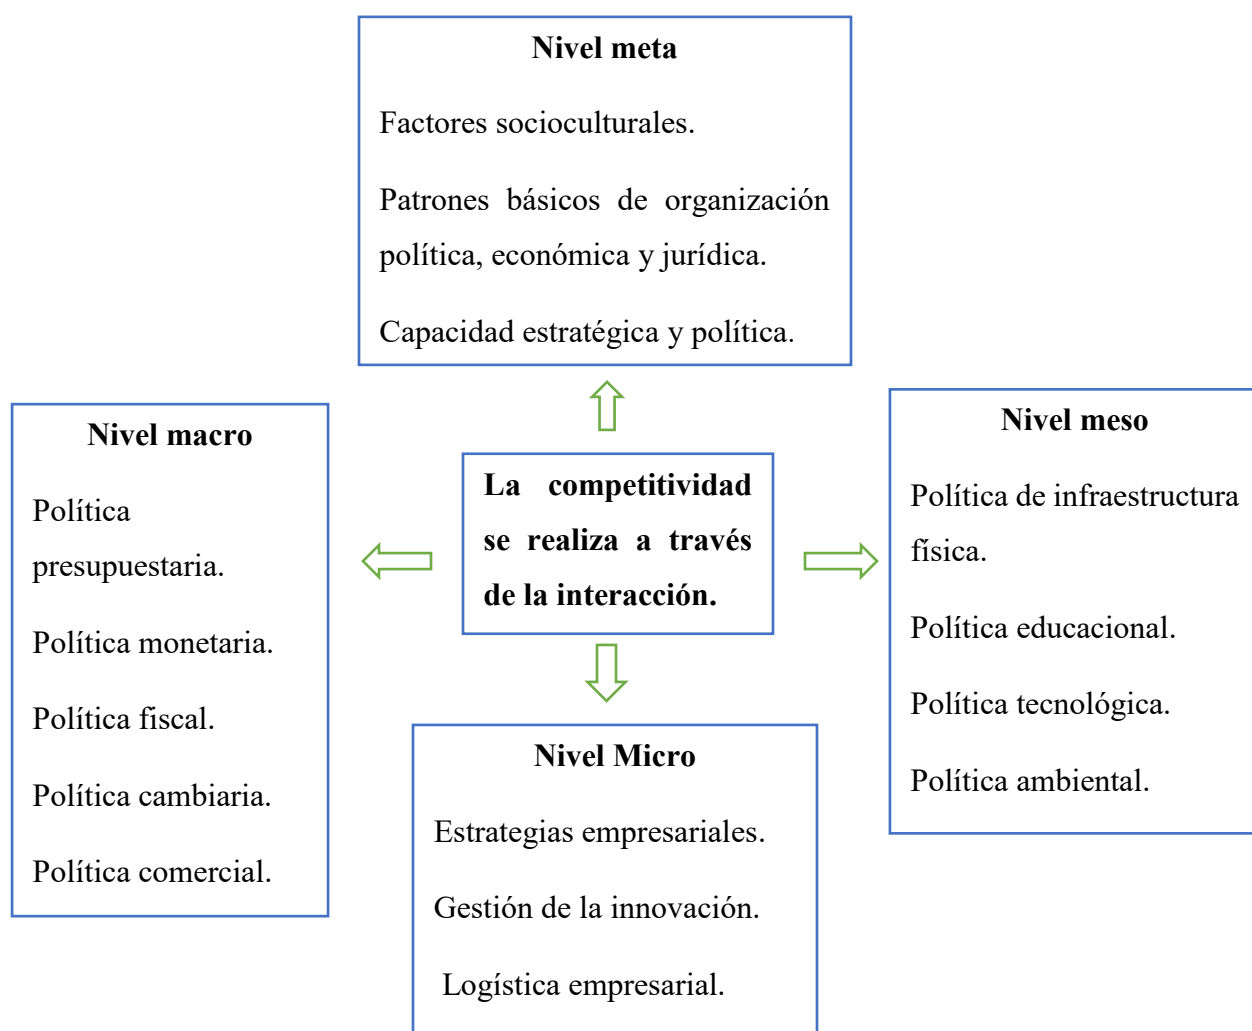 Nivel meta
Factores socioculturales.
Patrones básicos de organización
política, económica y jurídica.
Capacidad estratégica y política.
Nivel macro
Política
presupuestaria.
Política monetaria.
Política fiscal.
Política cambiaria.
Política comercial.
La competitividad
se realiza a través
de la interacción.
Nivel meso
Política de infraestructura
física.
Política educacional.
Política tecnológica.
Política ambiental.
Nivel Micro
Estrategias empresariales.
Gestión de la innovación.
Logística empresarial.